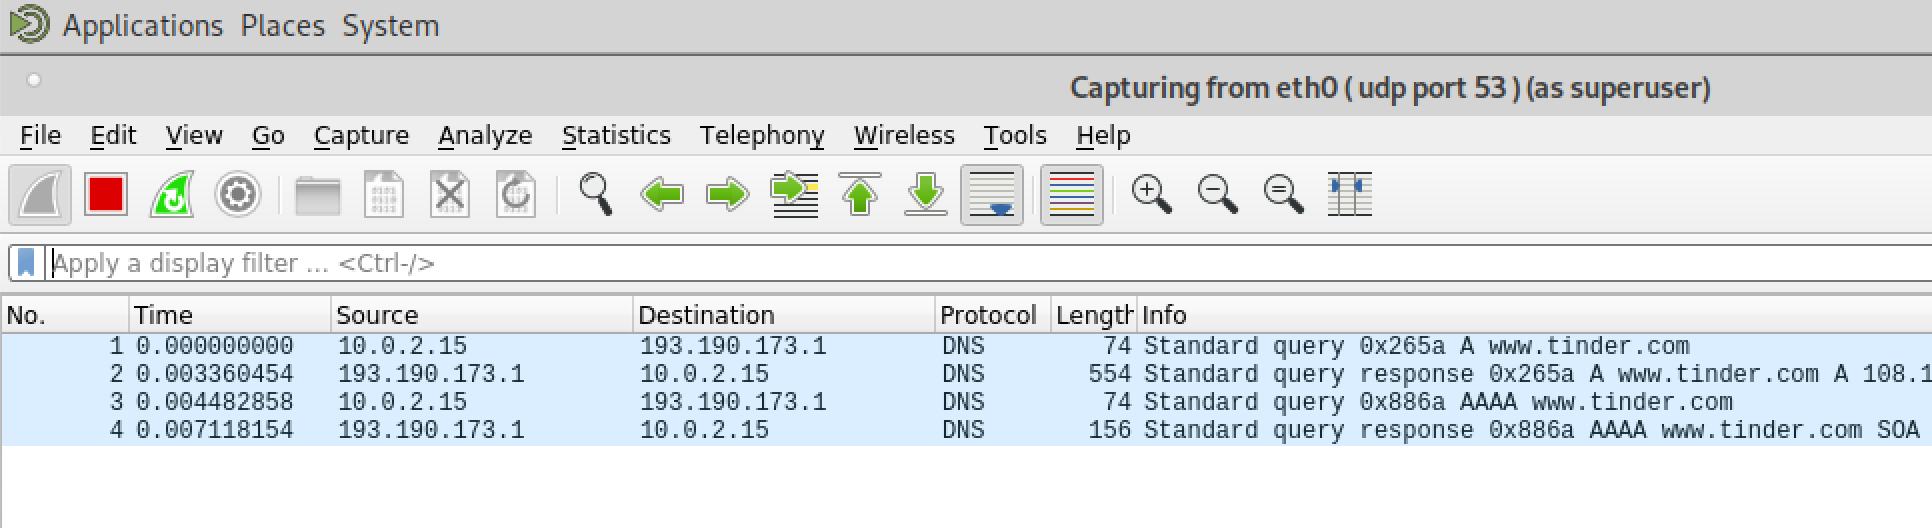 Applications Places System
Capturing from eth0 ( udp port 53 ) (as superuser)
File Edit View Go Capture Analyze Statistics Telephony Wireless Tools Help
Apply a display filter ... <Ctrl-/>
No. Time Source Destination Protocol Length Info
1 0.000000000 10.0.2.15 193.190.173.1 DNS 74 Standard query 0x265a A www.tinder.com
2 0.003360454 193.190.173.1 10.0.2.15 DNS 554 Standard query response 0x265a A www.tinder.com A 108.1
3 0.004482858 10.0.2.15 193.190.173.1 DNS 74 Standard query 0x886a AAAA www.tinder.com
4 0.007118154 193.190.173.1 10.0.2.15 DNS 156 Standard query response 0x886a AAAA www.tinder.com SOA